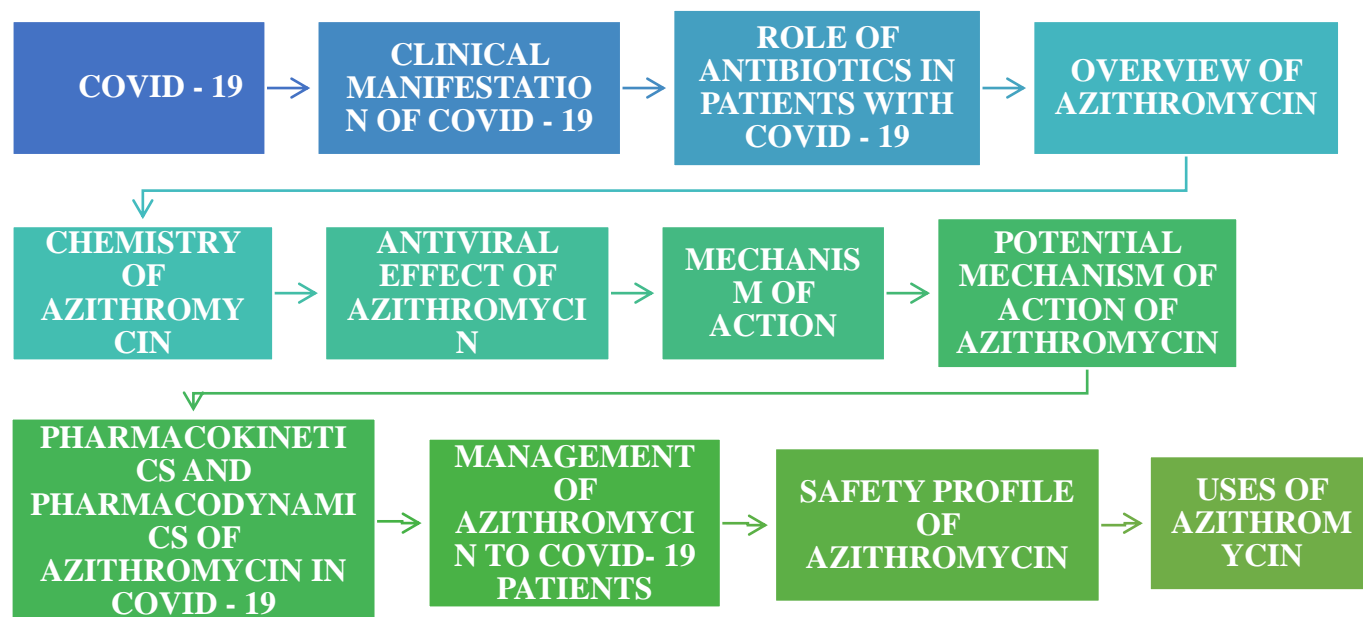 COVID - 19
CLINICAL
MANIFESTATIO
N OF COVID - 19
ROLE OF
ANTIBIOTICS IN
PATIENTS WITH
COVID - 19
OVERVIEW OF
AZITHROMYCIN
CHEMISTRY
OF
AZITHROMY
CIN
ANTIVIRAL
EFFECT OF
AZITHROMYCI
N
MECHANIS
M OF
ACTION
POTENTIAL
MECHANISM OF
ACTION OF
AZITHROMYCIN
PHARMACOKINETI
CS AND
PHARMACODYNAMI
CS OF
AZITHROMYCIN IN
COVID - 19
MANAGEMENT
OF
AZITHROMYCI
N TO COVID- 19
PATIENTS
SAFETY PROFILE
OF
AZITHROMYCIN
USES OF
AZITHROM
YCIN